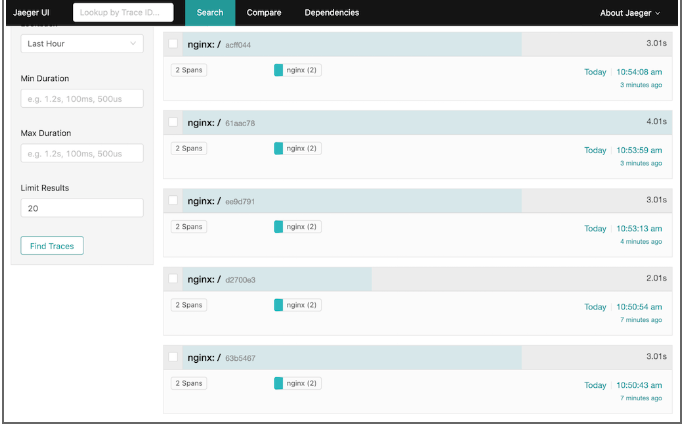 Jaeger UI Lookup by Trace ID... Search Compare Dependencies About Jaeger
Last Hour
Min Duration
e.g. 1.2s, 100ms, 500us
Max Duration
e.g. 1.2s, 100ms, 500us
Limit Results
20
Find Traces
nginx: / acff044 3.01s
2 Spans nginx (2) Today 10:54:08 am
3 minutes ago
nginx: / 61aac78 4.01s
2 Spans nginx (2) Today 10:53:59 am
3 minutes ago
nginx: / ee9d791 3.01s
2 Spans nginx (2) Today 10:53:13 am
4 minutes ago
nginx: / d2700e3 2.01s
2 Spans nginx (2) Today 10:50:54 am
7 minutes ago
nginx: / 63b5467 3.01s
2 Spans nginx (2) Today 10:50:43 am
7 minutes ago